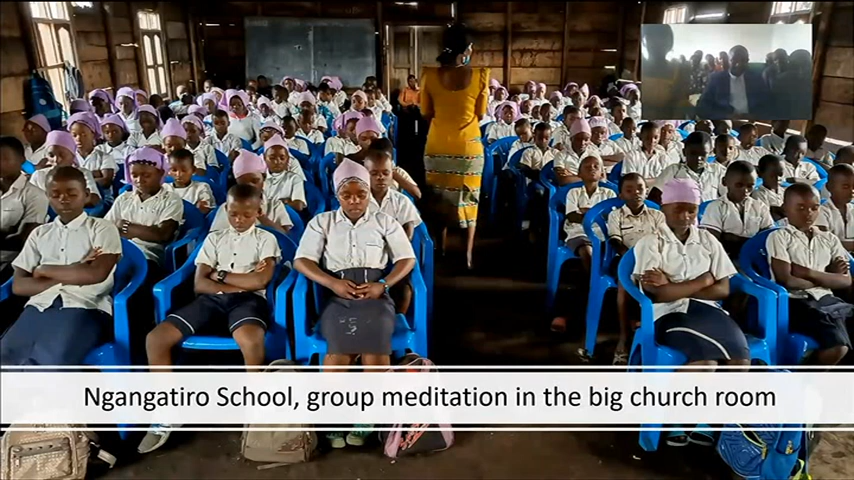 Ngangatiro School, group meditation in the big church room